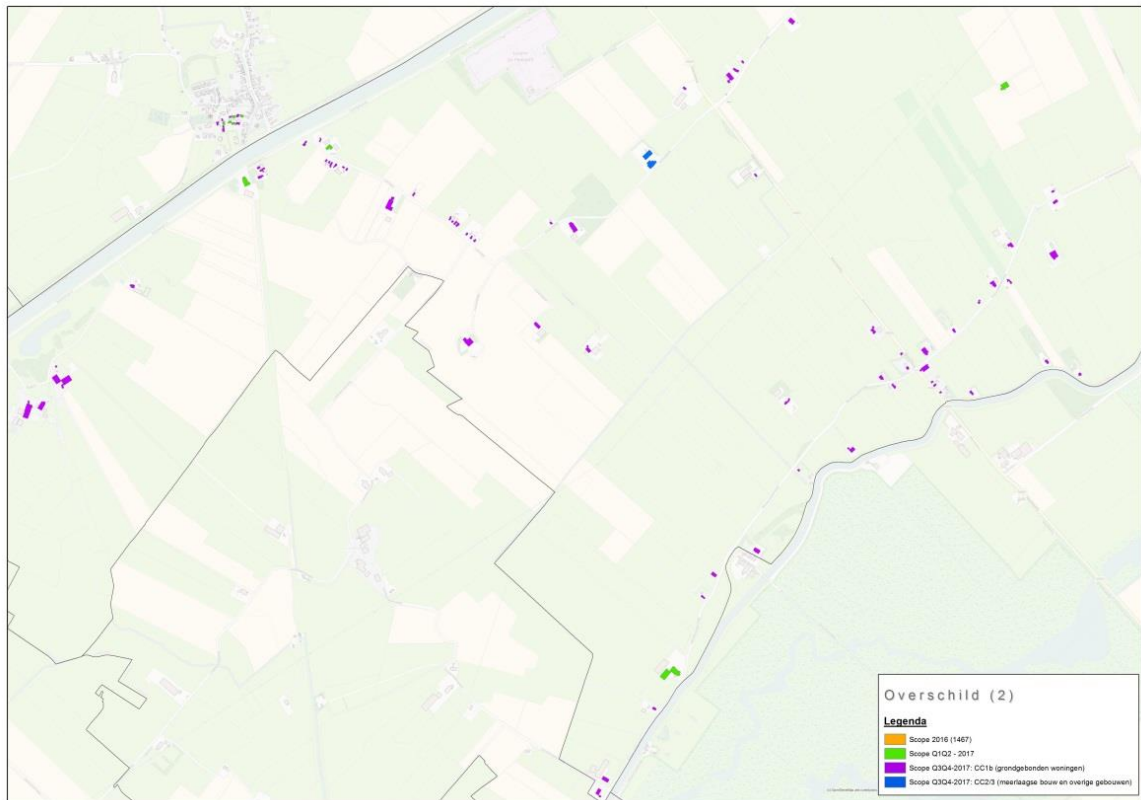 Overschild (2)
Legenda
Scope 2016 (1467)
Scope Q1Q2 - 2017
Scope Q3Q4-2017: CC1b (grondgebonden woningen)
Scope Q3Q4-2017: CC2/3 (meerlaagse bouw en overige gebouwen)